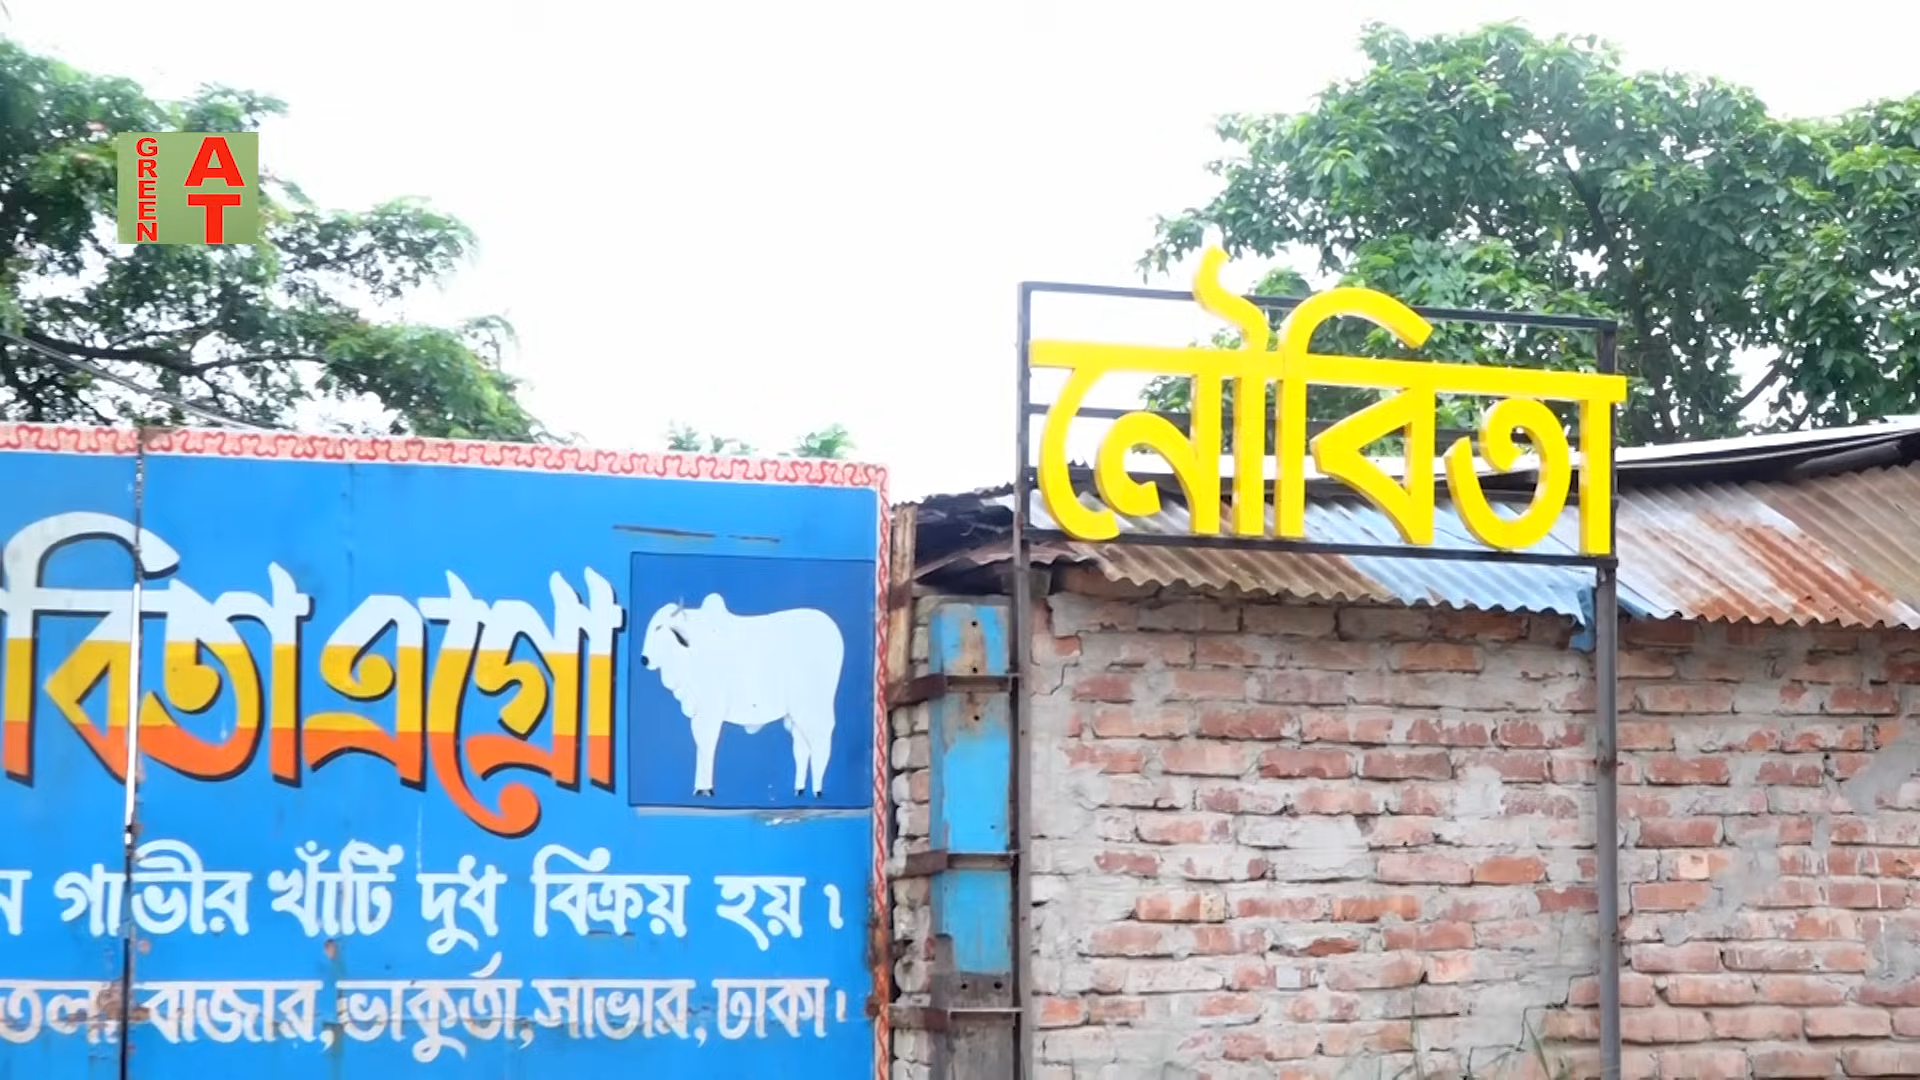 GREEN AT
নৌবিতা
বিতা এগ্রো
গাভীর খাঁটি দুধ বিক্রয় হয়।
বাজার, ভাকুর্তা, সাভার, ঢাকা।